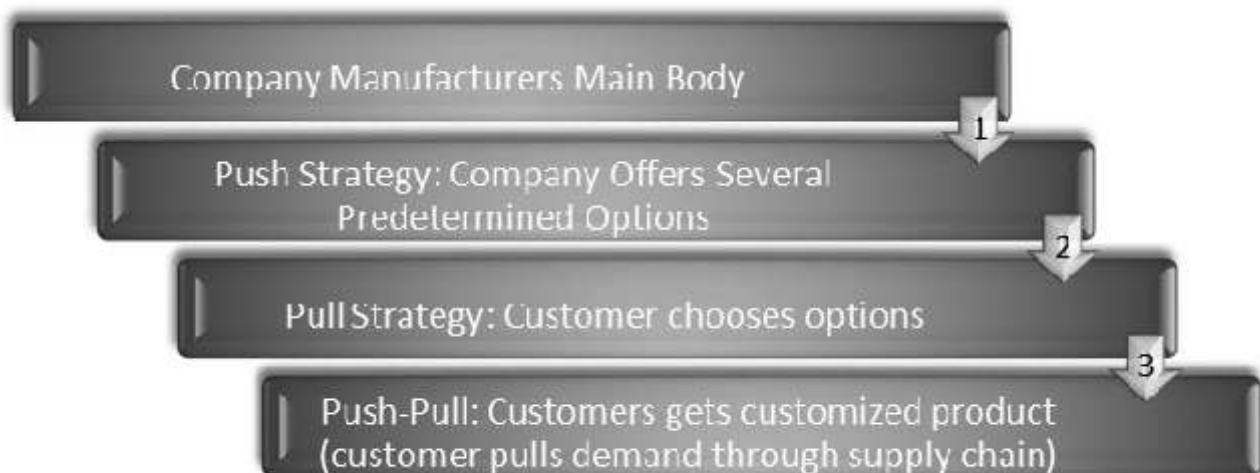 Company Manufacturers Main Body
1
Push Strategy: Company Offers Several
Predetermined Options
2
Pull Strategy: Customer chooses options
3
Push-Pull: Customers gets customized product
(customer pulls demand through supply chain)